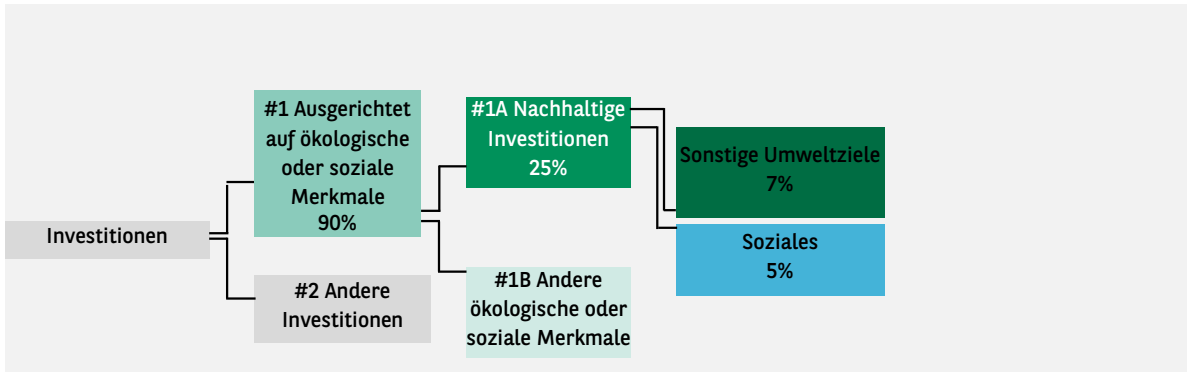 Investitionen
#1 Ausgerichtet
auf ökologische
oder soziale
Merkmale
90%
#2 Andere
Investitionen
#1A Nachhaltige
Investitionen
25%
#1B Andere
ökologische oder
soziale Merkmale
Sonstige Umweltziele
7%
Soziales
5%